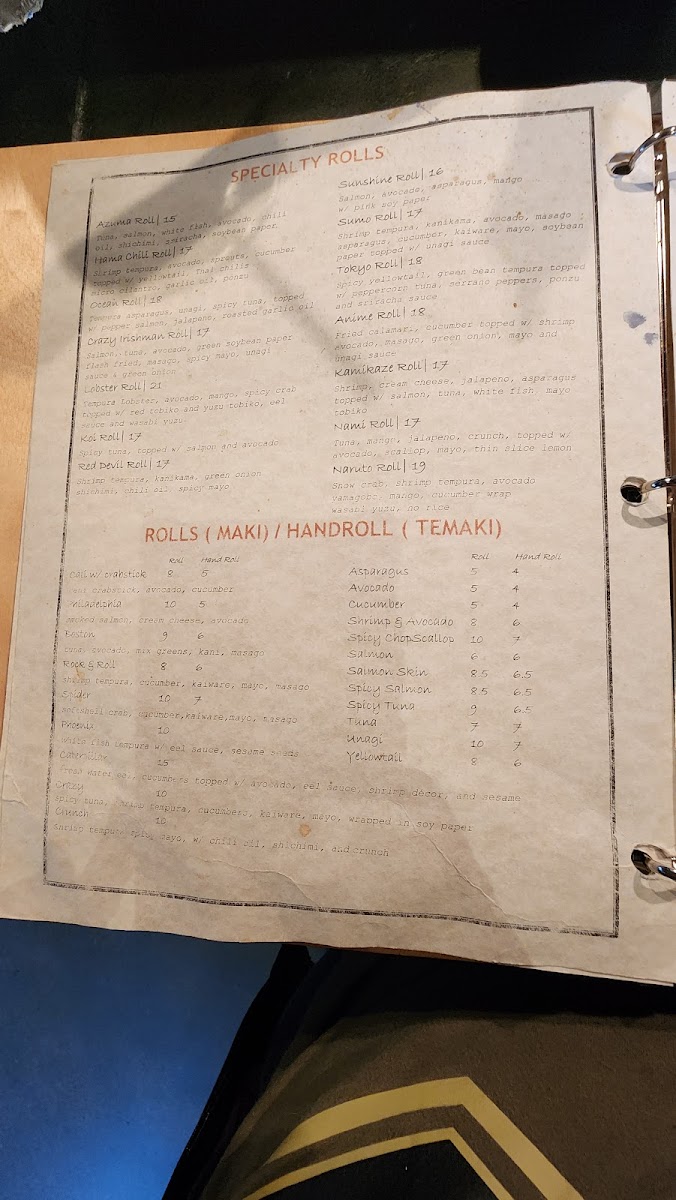 SPECIALTY ROLLS
Azuma Roll| 15
Tuna, salmon, white fish, avocado, chili
oil, shichimi, sriracha, soybean paper
Hama Chili Roll| 17
Shrimp tempura, avocado, sprouts, cucumber
topped w/ yellowtail, Thai chilis
micro cilantro, garlic oil, ponzu
Ocean Roll| 18
Tempura asparagus, unagi, spicy tuna, topped
w/ pepper salmon, jalapeno, roasted garlic oil
Crazy Irishman Roll| 17
Salmon, tuna, avocado, green soybean paper
flash fried, masago, spicy mayo, unagi
sauce & green onion
Lobster Roll| 21
Tempura lobster, avocado, mango, spicy crab
topped w/ red tobiko and yuzu tobiko, eel
sauce and wasabi yuzu
Koi Roll| 17
Spicy tuna, topped w/ salmon and avocado
Red Devil Roll| 17
Shrimp tempura, kanikama, green onion
shichimi, chili oil, spicy mayo
Sunshine Roll| 16
Salmon, avocado, asparagus, mango
w/ pink soy paper
Sumo Roll| 17
Shrimp tempura, kanikama, avocado, masago
asparagus, cucumber, kaiware, mayo, soybean
paper topped w/ unagi sauce
Tokyo Roll| 18
spicy yellowtail, green bean tempura topped
w/ peppercorn tuna, serrano peppers, ponzu
and sriracha sauce
Anime Roll| 18
Fried calamari, cucumber topped w/ shrimp
avocado, masago, green onion, mayo and
unagi sauce
Kamikaze Roll| 17
Shrimp, cream cheese, jalapeno, asparagus
topped w/ salmon, tuna, white fish, mayo
tobiko
Nami Roll| 17
Tuna, mango, jalapeno, crunch, topped w/
avocado, scallop, mayo, thin slice lemon
Naruto Roll| 19
Snow crab, shrimp tempura, avocado
yamagobo, mango, cucumber wrap
wasabi yuzu, no rice
ROLLS ( MAKI) / HANDROLL ( TEMAKI)
Roll Hand Roll
Cali w/ crabstick 8 5
crabstick, avocado, cucumber
Philadelphia 10 5
smoked salmon, cream cheese, avocado
Boston 9 6
tuna, avocado, mix greens, kani, masago
Rock & Roll 8 6
shrimp tempura, cucumber, kaiware, mayo, masago
Spider 10 7
softshell crab, cucumber,kaiware,mayo, masago
Phoenix 10
white fish tempura w/ eel sauce, sesame seeds
Caterpillar 15
Fresh water eel, cucumbers topped w/ avocado, eel sauce, shrimp décor, and sesame
Crazy 10
spicy tuna, shrimp tempura, cucumbers, kaiware, mayo, wrapped in soy paper
Crunch 10
shrimp tempura spicy mayo, w/ chili oil, shichimi, and crunch
Roll Hand Roll
Asparagus 5 4
Avocado 5 4
Cucumber 5 4
Shrimp & Avocado 8 6
Spicy ChopScallop 10 7
Salmon 6 6
Salmon Skin 8.5 6.5
Spicy Salmon 8.5 6.5
Spicy Tuna 9 6.5
Tuna 7 7
Unagi 10 7
Yellowtail 8 6